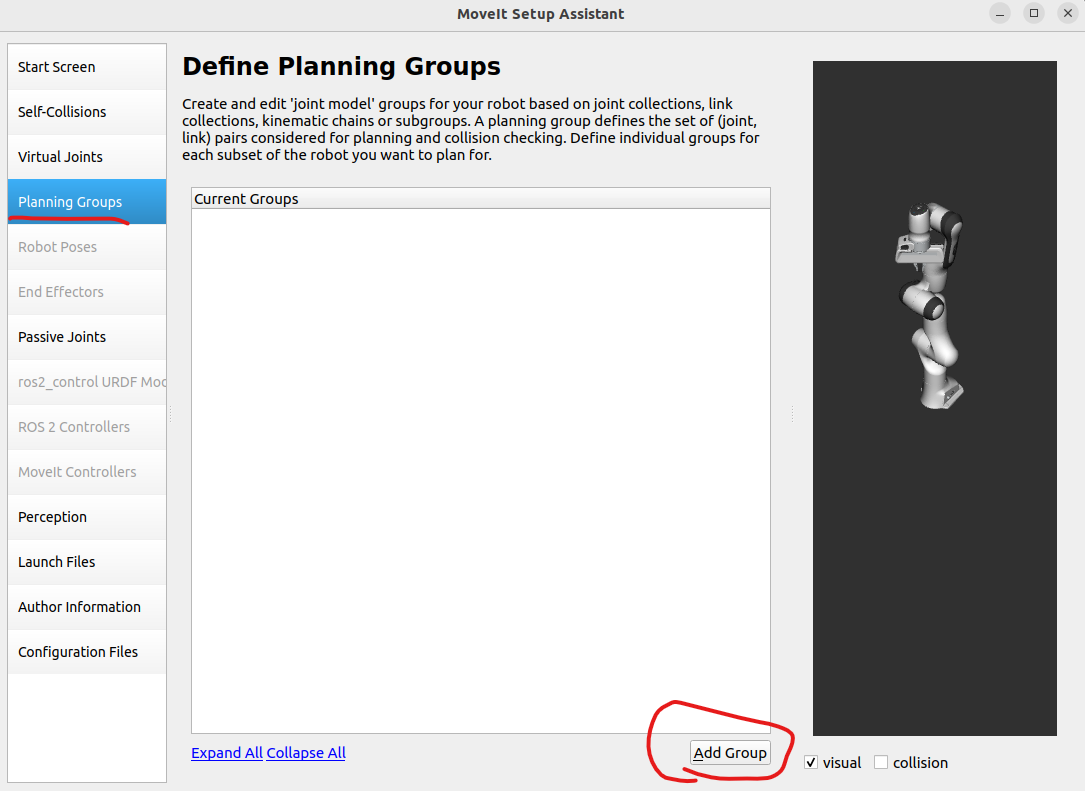 MoveIt Setup Assistant
Start Screen
Self-Collisions
Virtual Joints
Planning Groups
Robot Poses
End Effectors
Passive Joints
ros2_control URDF Moc
ROS 2 Controllers
MoveIt Controllers
Perception
Launch Files
Author Information
Configuration Files
Define Planning Groups
Create and edit 'joint model' groups for your robot based on joint collections, link
collections, kinematic chains or subgroups. A planning group defines the set of (joint,
link) pairs considered for planning and collision checking. Define individual groups for
each subset of the robot you want to plan for.
Current Groups
Expand All Collapse All
Add Group
visual
collision